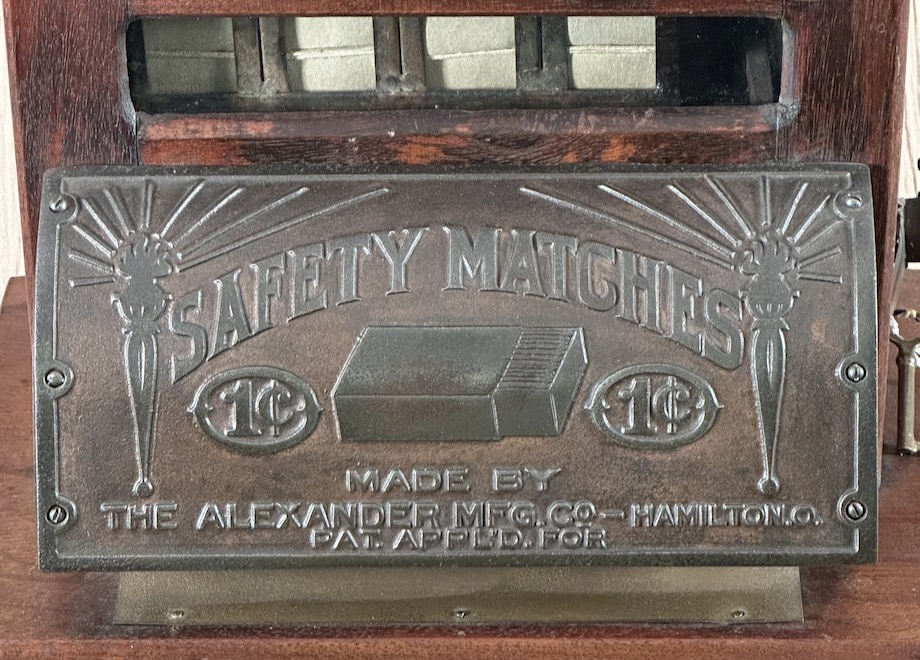 SAFETY MATCHES
1¢ 1¢
MADE BY
THE ALEXANDER MFG. CO - HAMILTON.O.
PAT. APPL'D. FOR